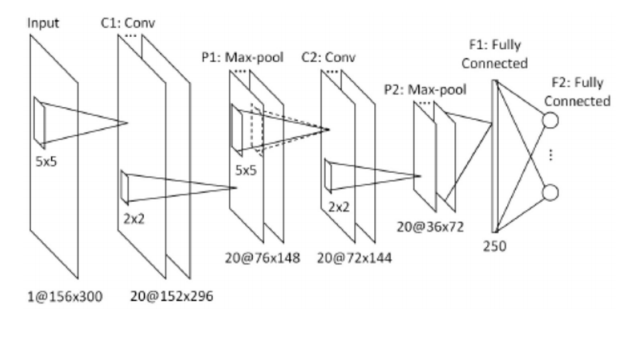 Input
C1: Conv
...
P1: Max-pool
...
C2: Conv
...
P2: Max-pool
....
F1: Fully
Connected
F2: Fully
Connected
5x5
2x2
5x5
2x2
1@156x300
20@152x296
20@76x148
20@72x144
20@36x72
250